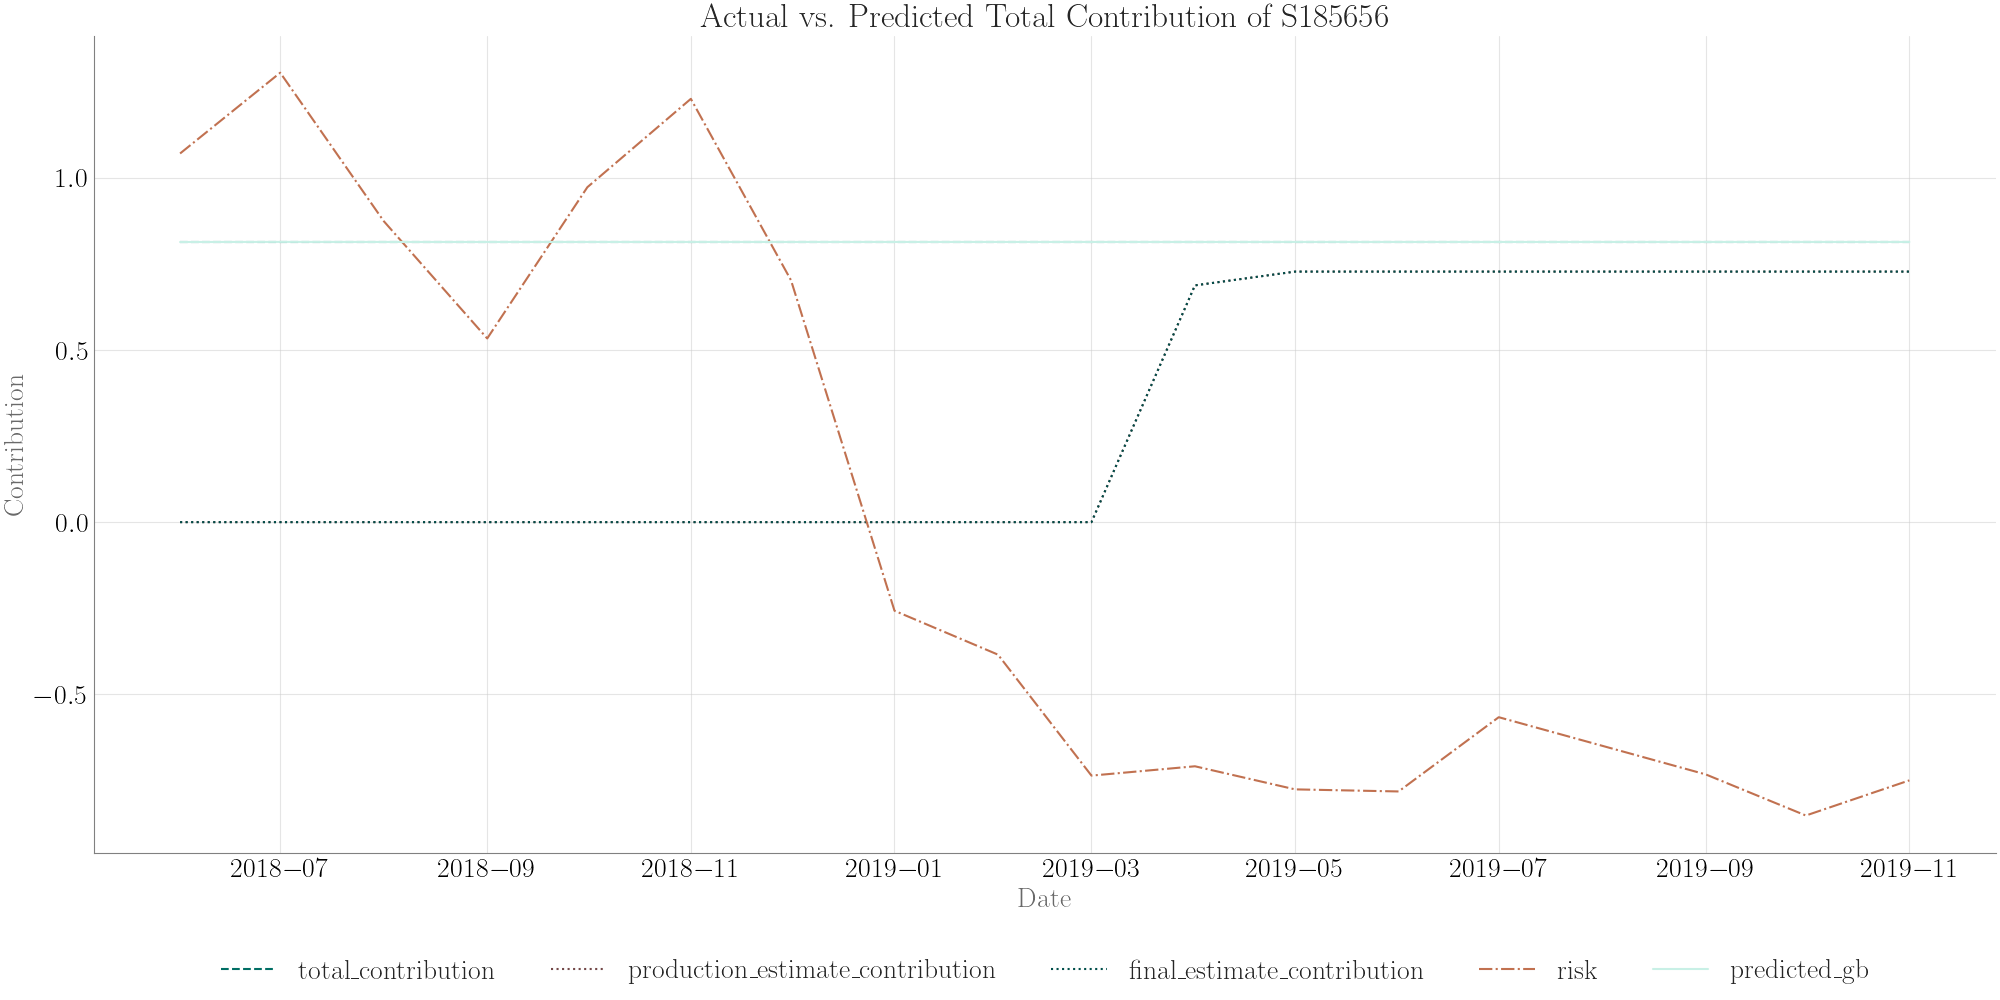 Actual vs. Predicted Total Contribution of S185656
Contribution
1.0
0.5
0.0
−0.5
2018−07 2018−09 2018−11 2019−01 2019−03 2019−05 2019−07 2019−09 2019−11
Date
total_contribution production_estimate_contribution final_estimate_contribution risk predicted_gb